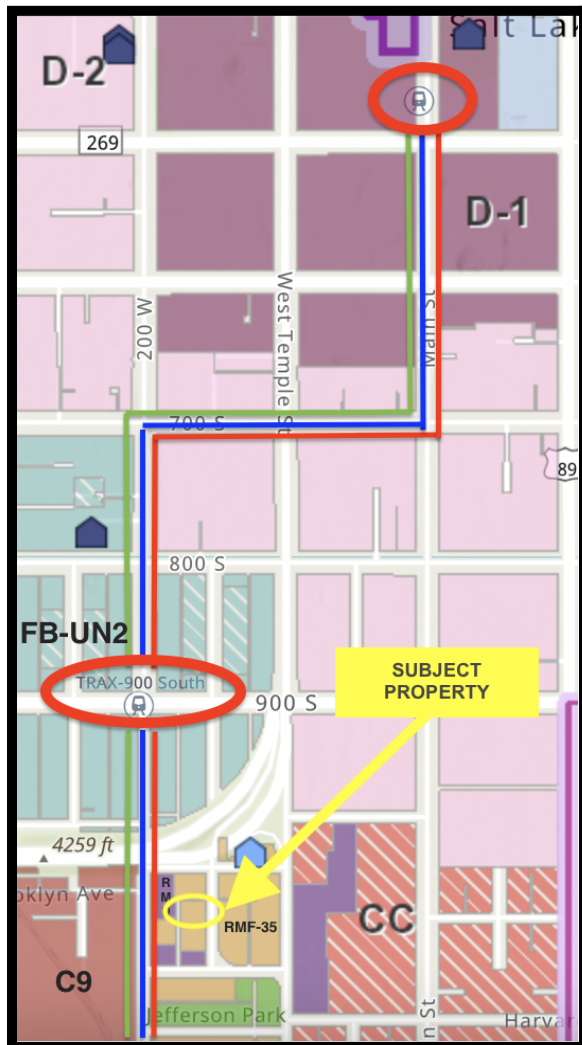 Salt Lak
D-2
269
D-1
200 W
West Temple St
Main St
700 S
89
800 S
FB-UN2
TRAX-900 South
900 S
SUBJECT
PROPERTY
4259 ft
oklyn Ave
R
M
RMF-35
CC
C9
Jefferson Park
n St
Harvar